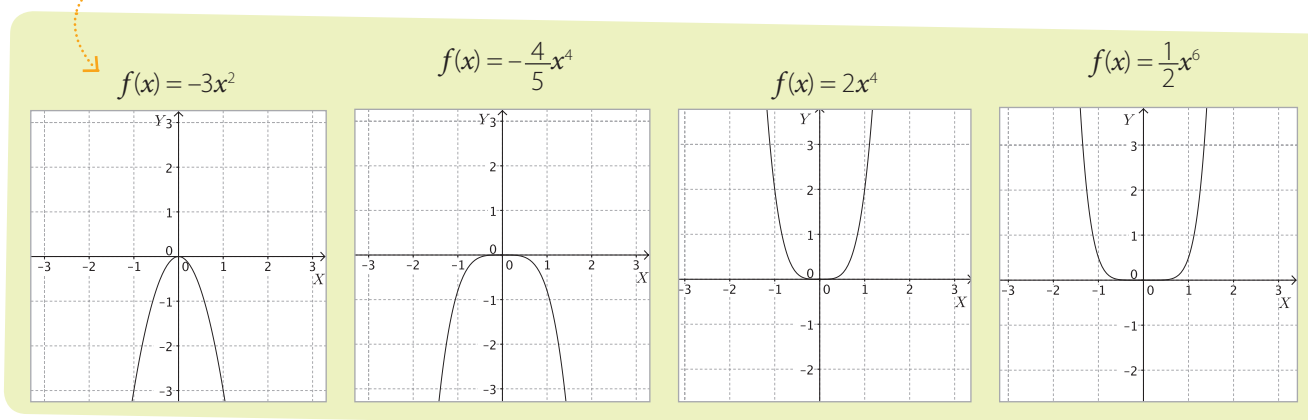 f(x) = –3x²
f(x) = –4/5x⁴
f(x) = 2x⁴
f(x) = 1/2x⁶
Y 3
2
1
0
-3 -2 -1 0 1 2 3
X
-1
-2
-3
Y 3
2
1
0
-3 -2 -1 0 1 2 3
X
-1
-2
-3
Y
3
2
1
0
-3 -2 -1 0 1 2 3
X
-1
-2
Y
3
2
1
0
-3 -2 -1 0 1 2 3
X
-1
-2